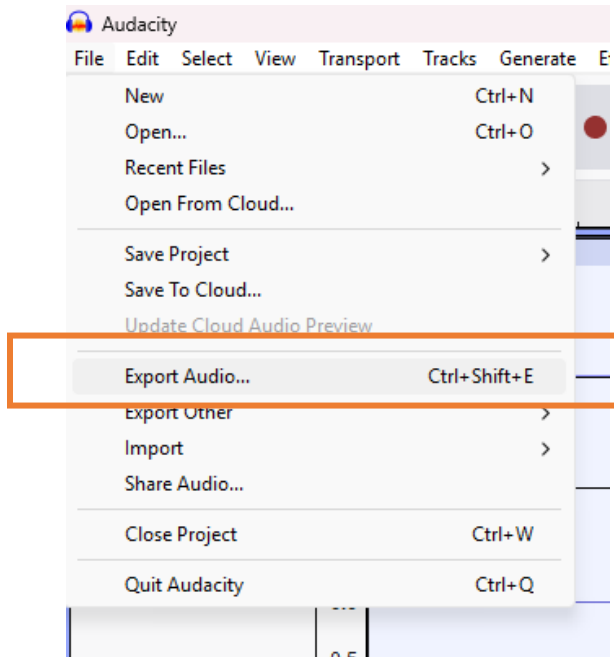 Audacity
File Edit Select View Transport Tracks Generate
New Ctrl+N
Open... Ctrl+O
Recent Files
Open From Cloud...
Save Project
Save To Cloud...
Update Cloud Audio Preview
Export Audio... Ctrl+Shift+E
Export Other
Import
Share Audio...
Close Project Ctrl+W
Quit Audacity Ctrl+Q